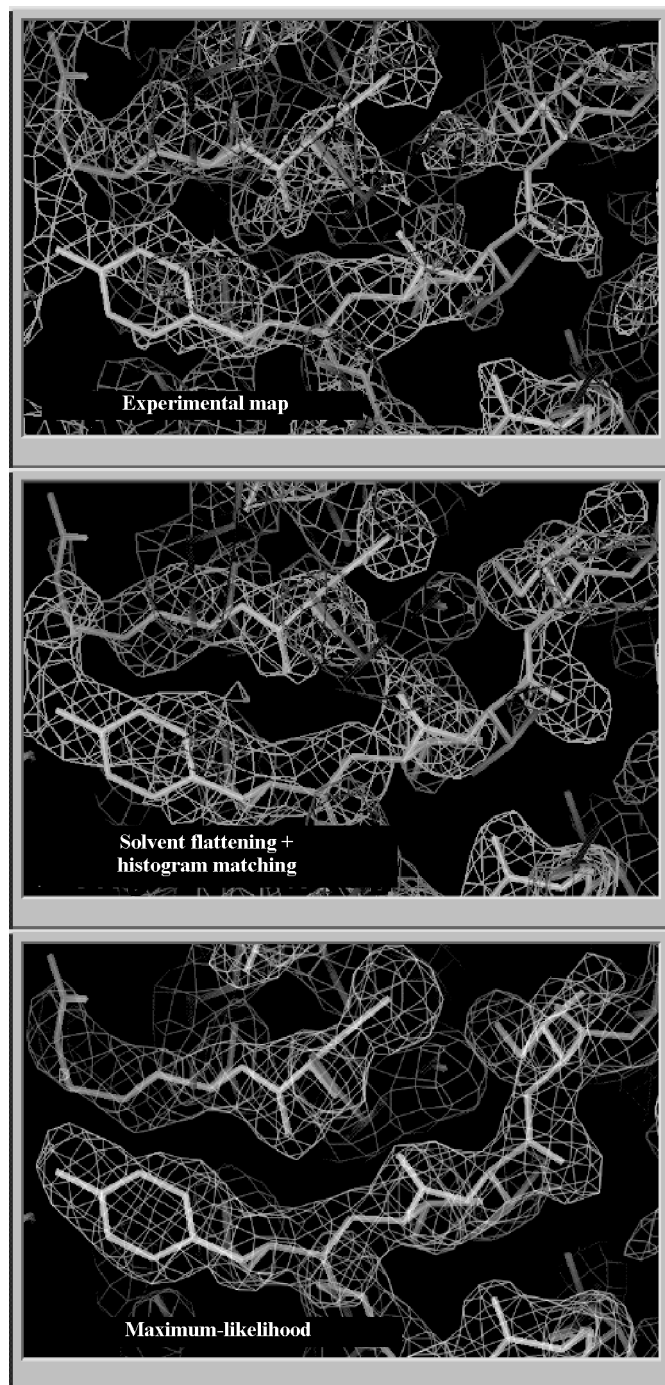 Experimental map
Solvent flattening +
histogram matching
Maximum-likelihood